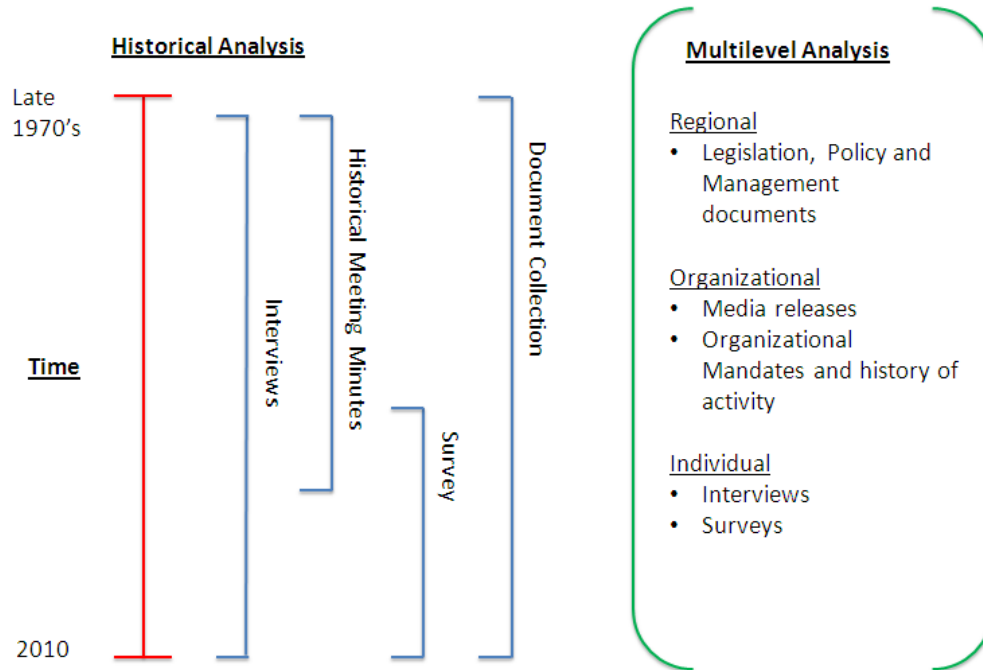 Historical Analysis
Late
1970's
Time
2010
Interviews
Historical Meeting Minutes
Survey
Document Collection
Multilevel Analysis
Regional
• Legislation, Policy and
Management
documents
Organizational
• Media releases
• Organizational
Mandates and history of
activity
Individual
• Interviews
• Surveys